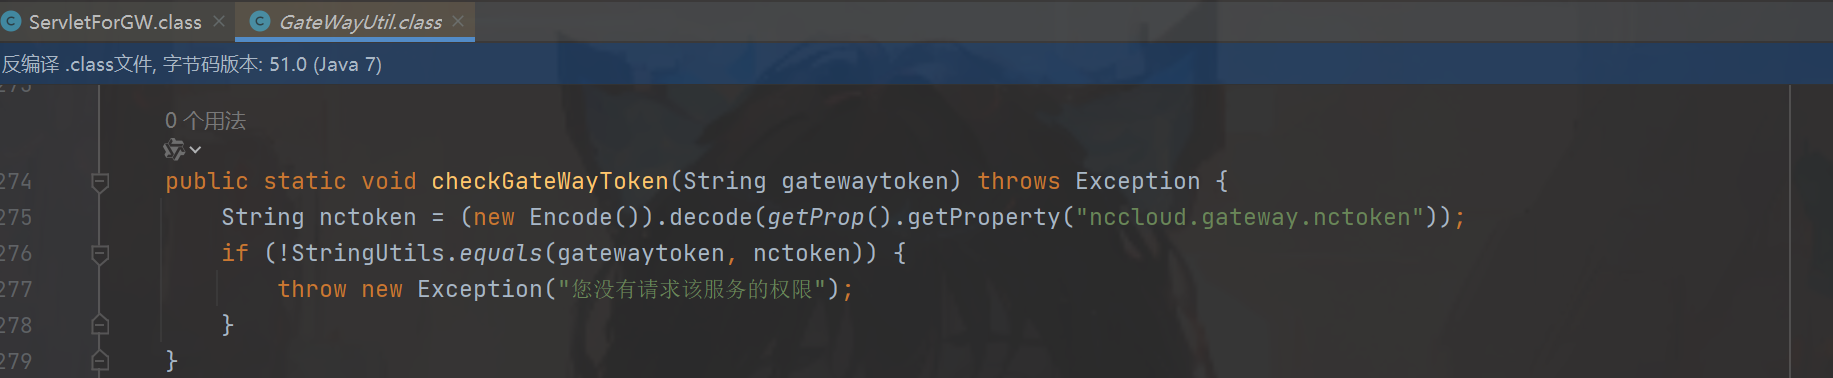 ServletForGW.class GateWayUtil.class
反编译 .class文件, 字节码版本: 51.0 (Java 7)
0 个用法
274 public static void checkGateWayToken(String gatewaytoken) throws Exception {
275 String nctoken = (new Encode()).decode(getProp().getProperty("nccloud.gateway.nctoken"));
276 if (!StringUtils.equals(gatewaytoken, nctoken)) {
277 throw new Exception("您没有请求该服务的权限");
278 }
279 }